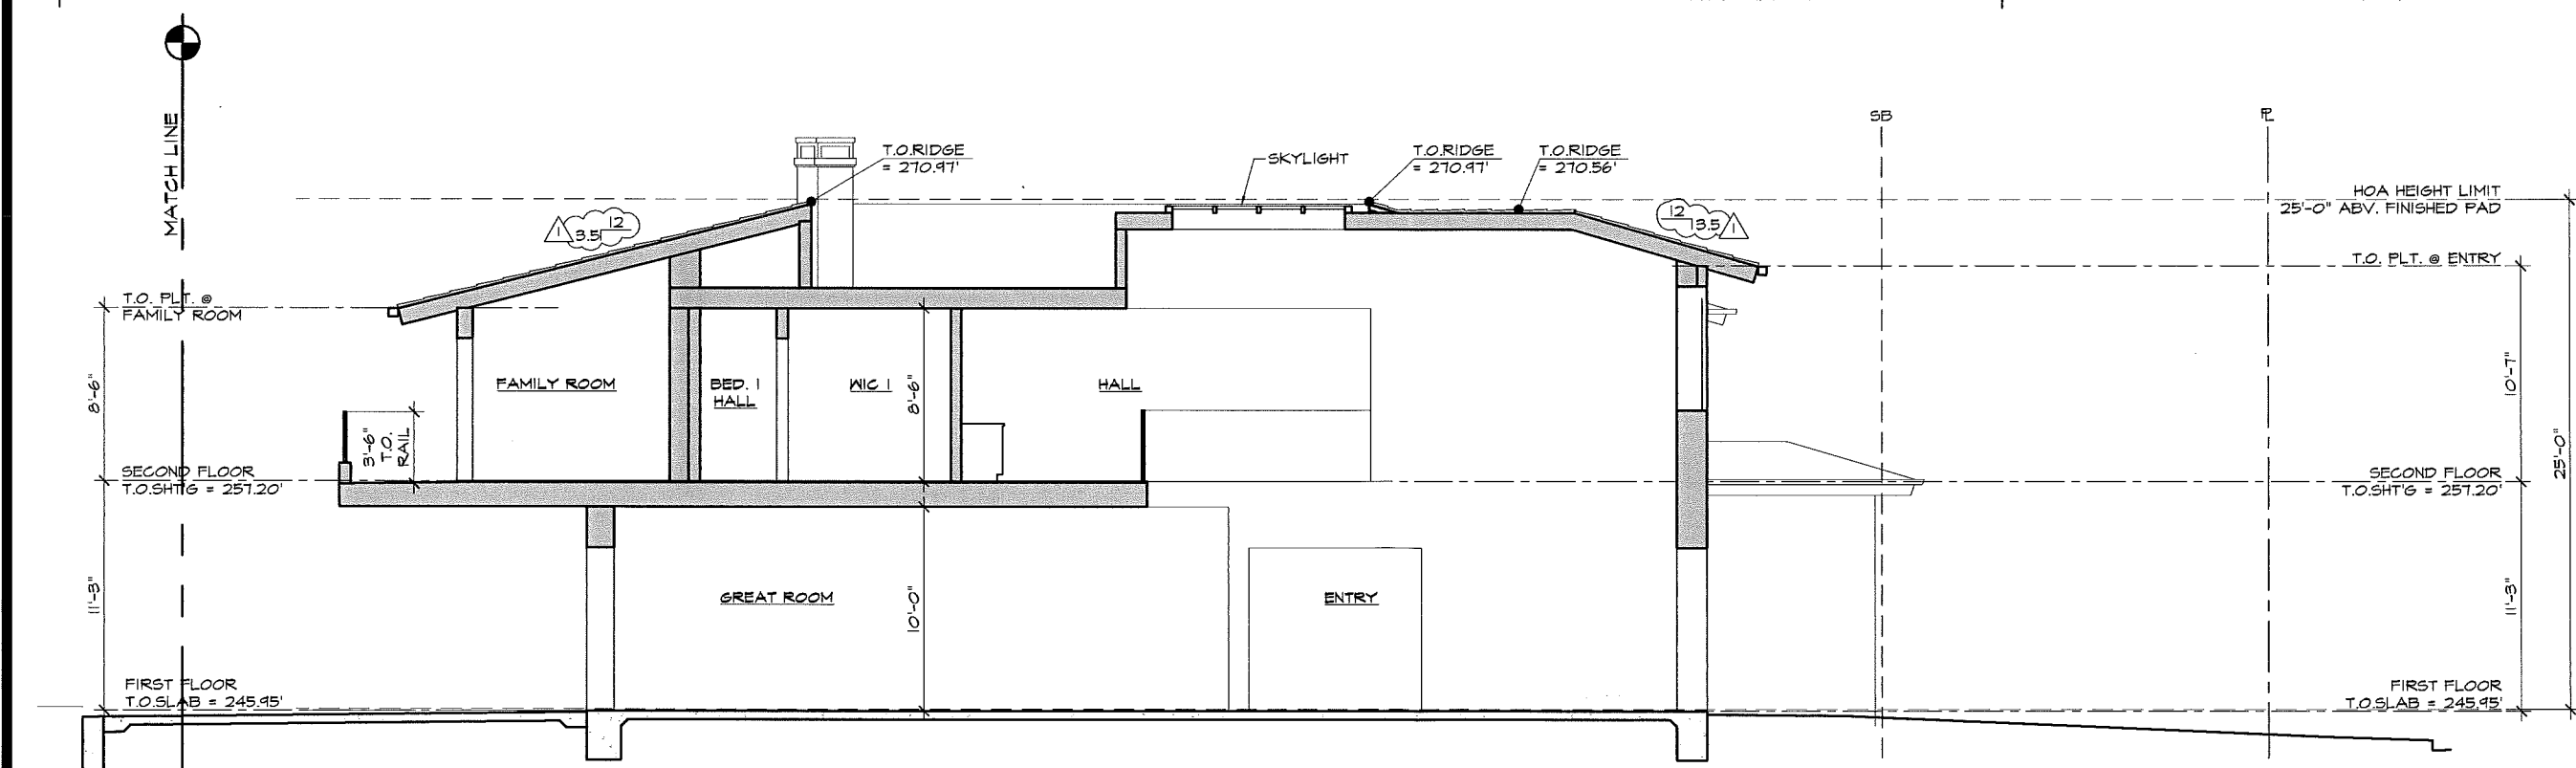 MATCH LINE
T.O.RIDGE
= 270.97'
SKYLIGHT
T.O.RIDGE
= 270.97'
T.O.RIDGE
= 270.56'
SB
PL
HOA HEIGHT LIMIT
25'-0" ABV. FINISHED PAD
1
3.5
12
12
3.5
1
T.O. PLT. @ ENTRY
T.O. PLT. @
FAMILY ROOM
8'-6"
FAMILY ROOM
BED. 1
HALL
WIC 1
8'-6"
HALL
10'-7"
3'-6"
T.O.
RAIL
25'-0"
SECOND FLOOR
T.O.SHT'G = 257.20'
SECOND FLOOR
T.O.SHT'G = 257.20'
11'-3"
GREAT ROOM
10'-0"
ENTRY
11'-3"
FIRST FLOOR
T.O.SLAB = 245.95'
FIRST FLOOR
T.O.SLAB = 245.95'